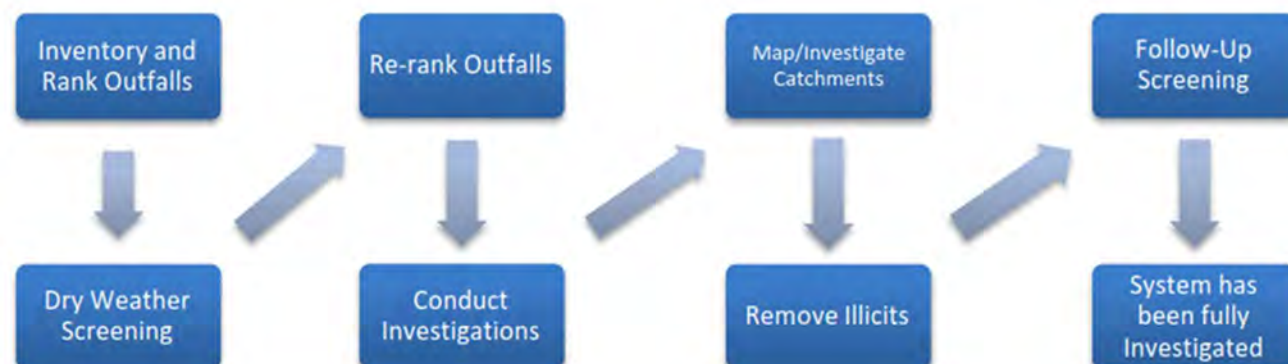 Inventory and
Rank Outfalls
Dry Weather
Screening
Re-rank Outfalls
Conduct
Investigations
Map/Investigate
Catchments
Remove Illicits
Follow-Up
Screening
System has
been fully
Investigated